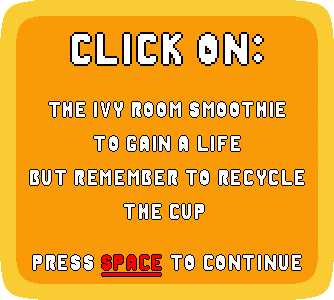 CLICK ON:
THE IVY ROOM SMOOTHIE
TO GAIN A LIFE
BUT REMEMBER TO RECYCLE
THE CUP
PRESS SPACE TO CONTINUE